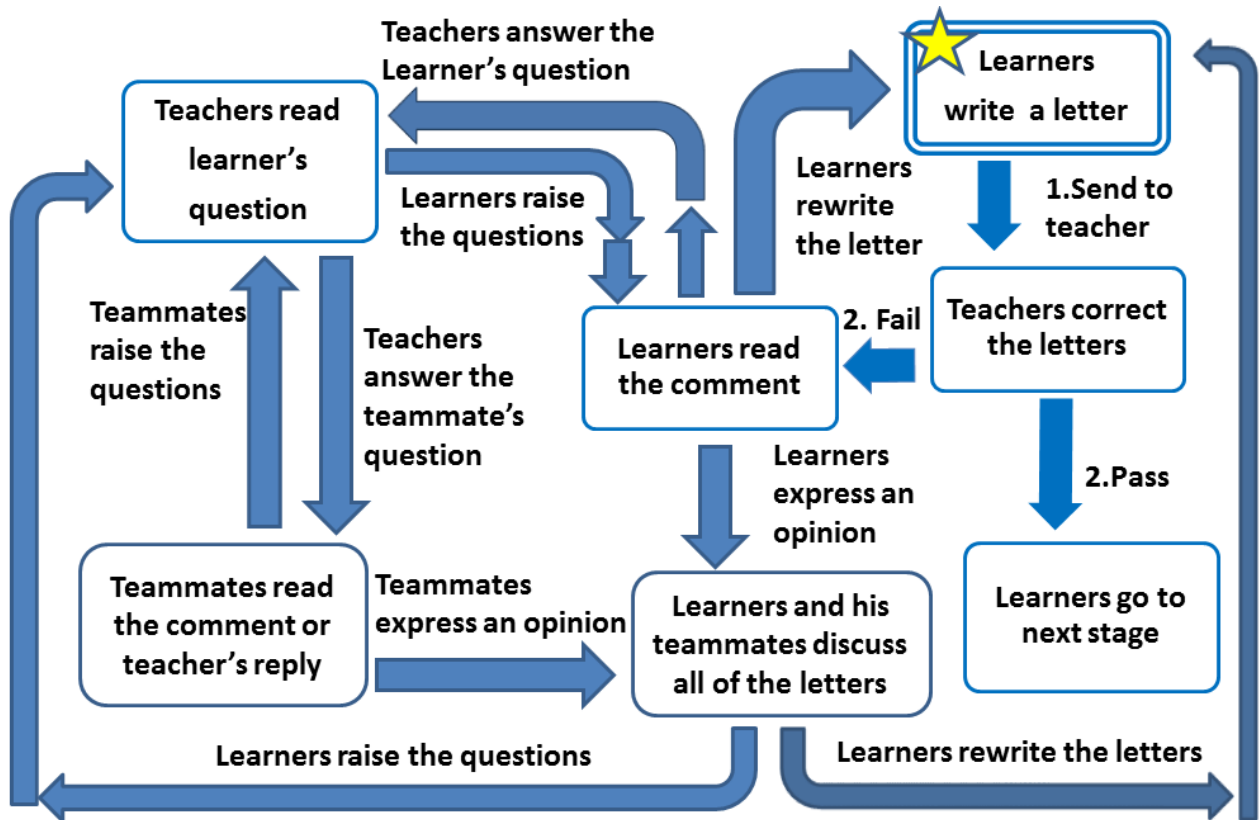 Teachers answer the
Learner's question
Learners
write a letter
Teachers read
learner's
question
Learners raise
the questions
Learners
rewrite
the letter
1.Send to
teacher
Teammates
raise the
questions
Teachers
answer the
teammate's
question
Learners read
the comment
2. Fail
Teachers correct
the letters
Learners
express an
opinion
2.Pass
Teammates read
the comment or
teacher's reply
Teammates
express an opinion
Learners and his
teammates discuss
all of the letters
Learners go to
next stage
Learners raise the questions
Learners rewrite the letters